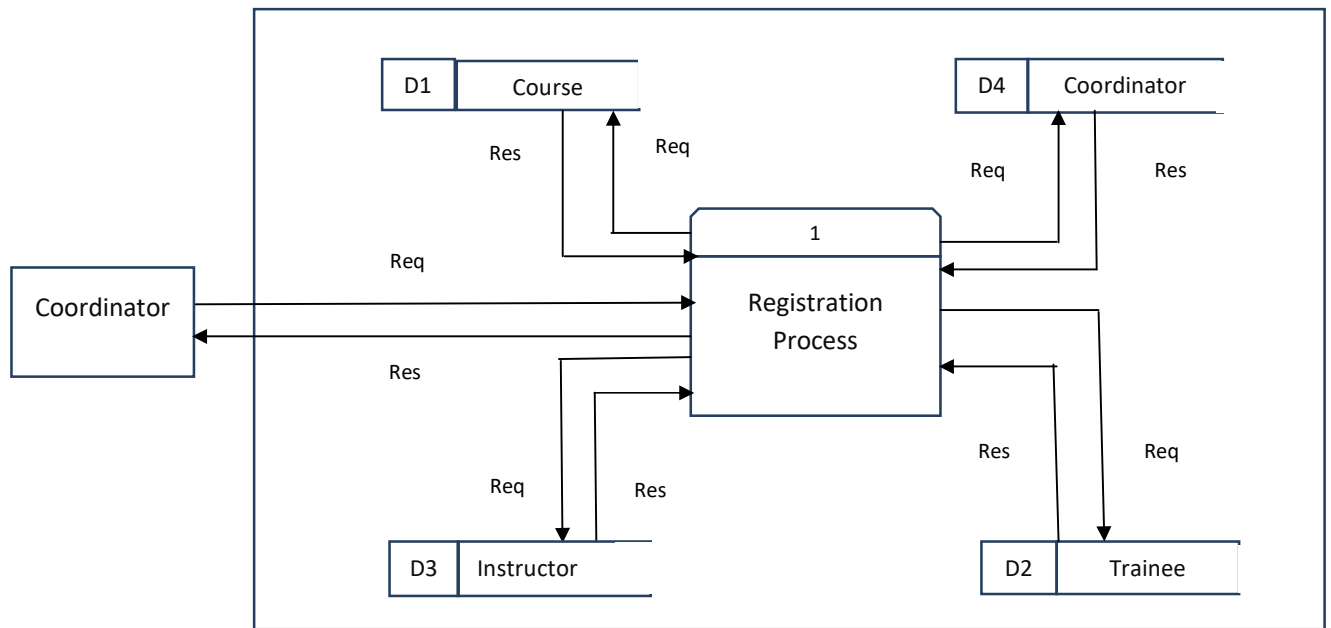 D1
Course
D4
Coordinator
Res
Req
Req
Res
1
Req
Coordinator
Registration
Process
Res
Res
Req
Req
Res
D3
Instructor
D2
Trainee